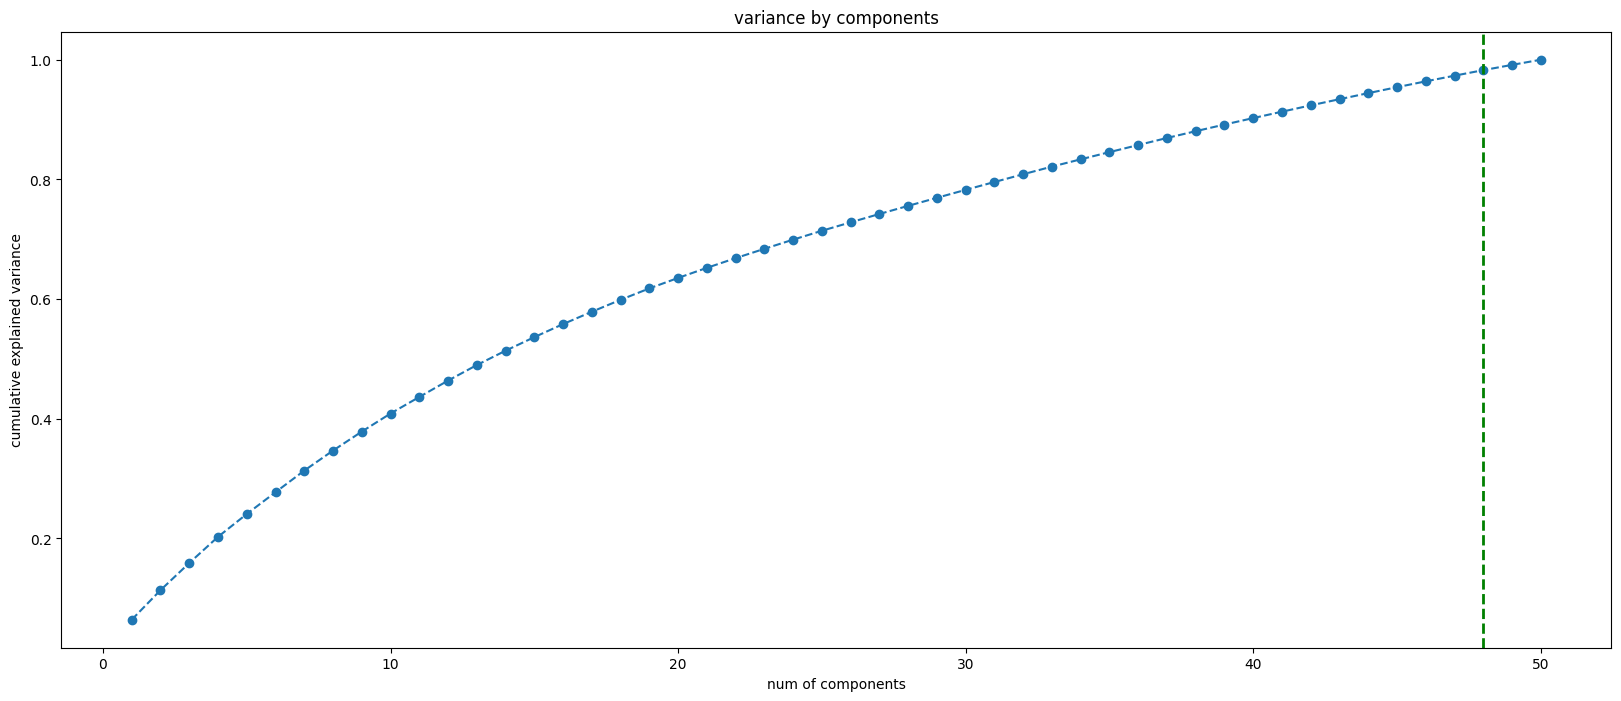 variance by components
cumulative explained variance
1.0
0.8
0.6
0.4
0.2
0 10 20 30 40 50
num of components